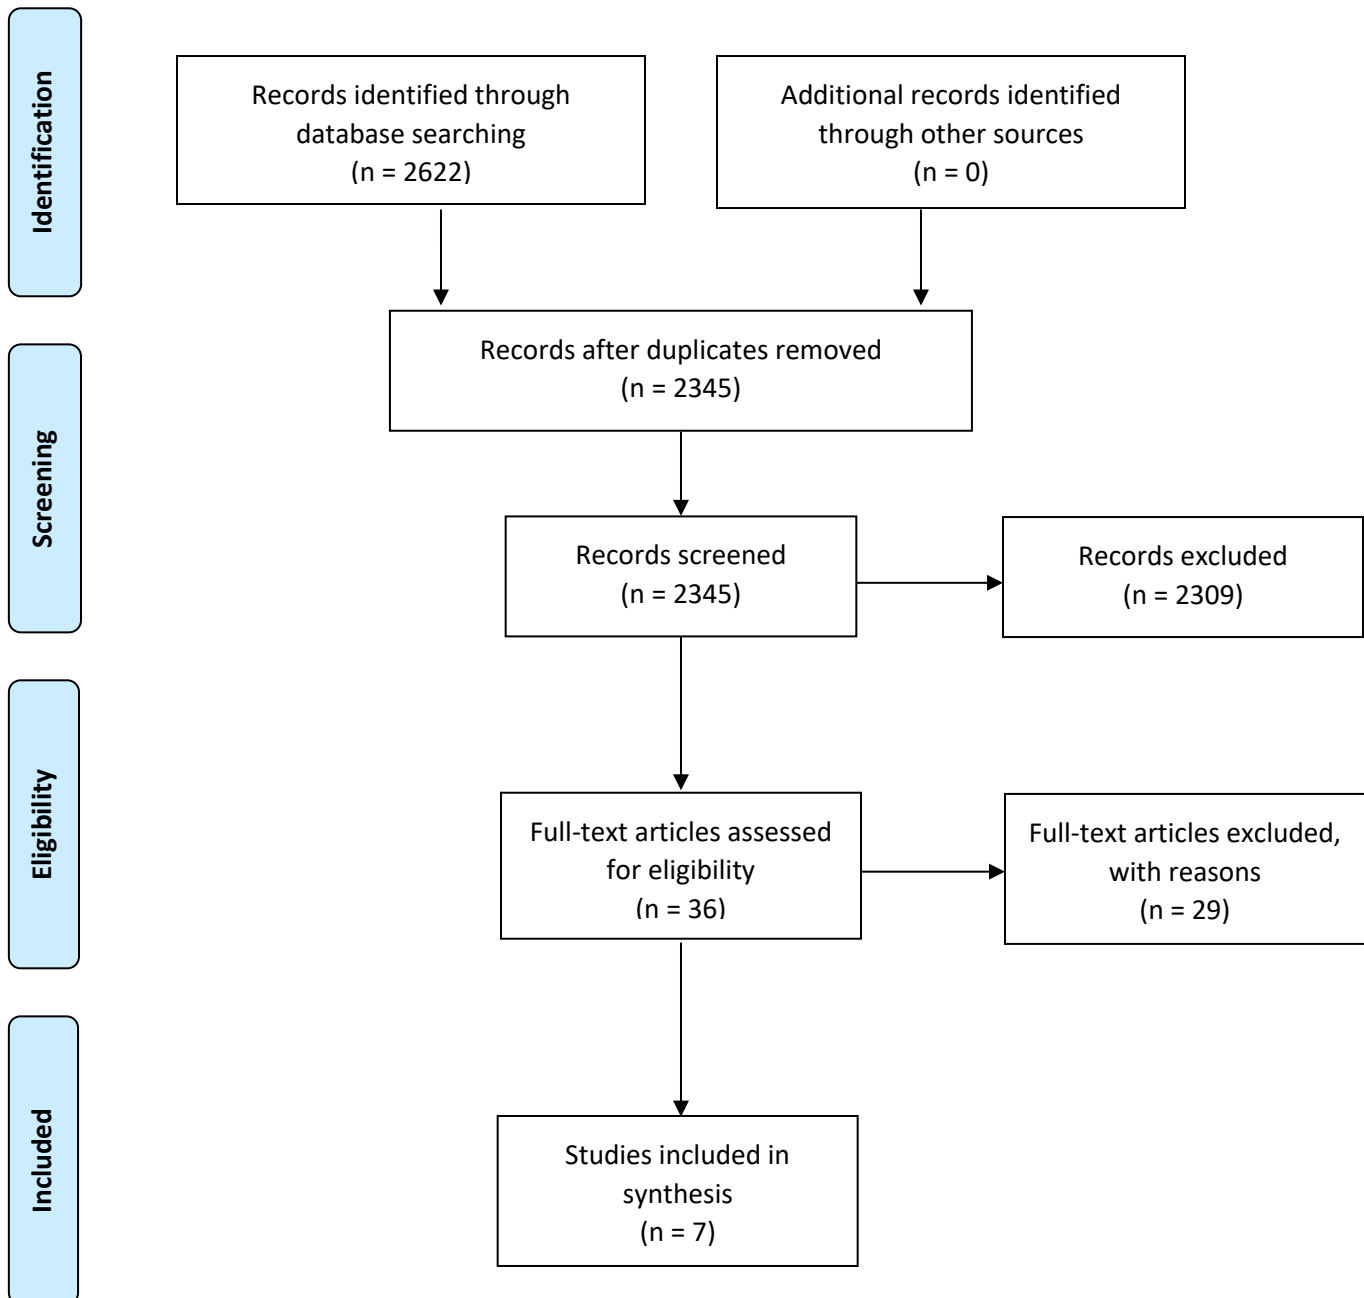 Identification
Records identified through
database searching
(n = 2622)
Additional records identified
through other sources
(n = 0)
Screening
Records after duplicates removed
(n = 2345)
Records screened
(n = 2345)
Records excluded
(n = 2309)
Eligibility
Full-text articles assessed
for eligibility
(n = 36)
Full-text articles excluded,
with reasons
(n = 29)
Included
Studies included in
synthesis
(n = 7)